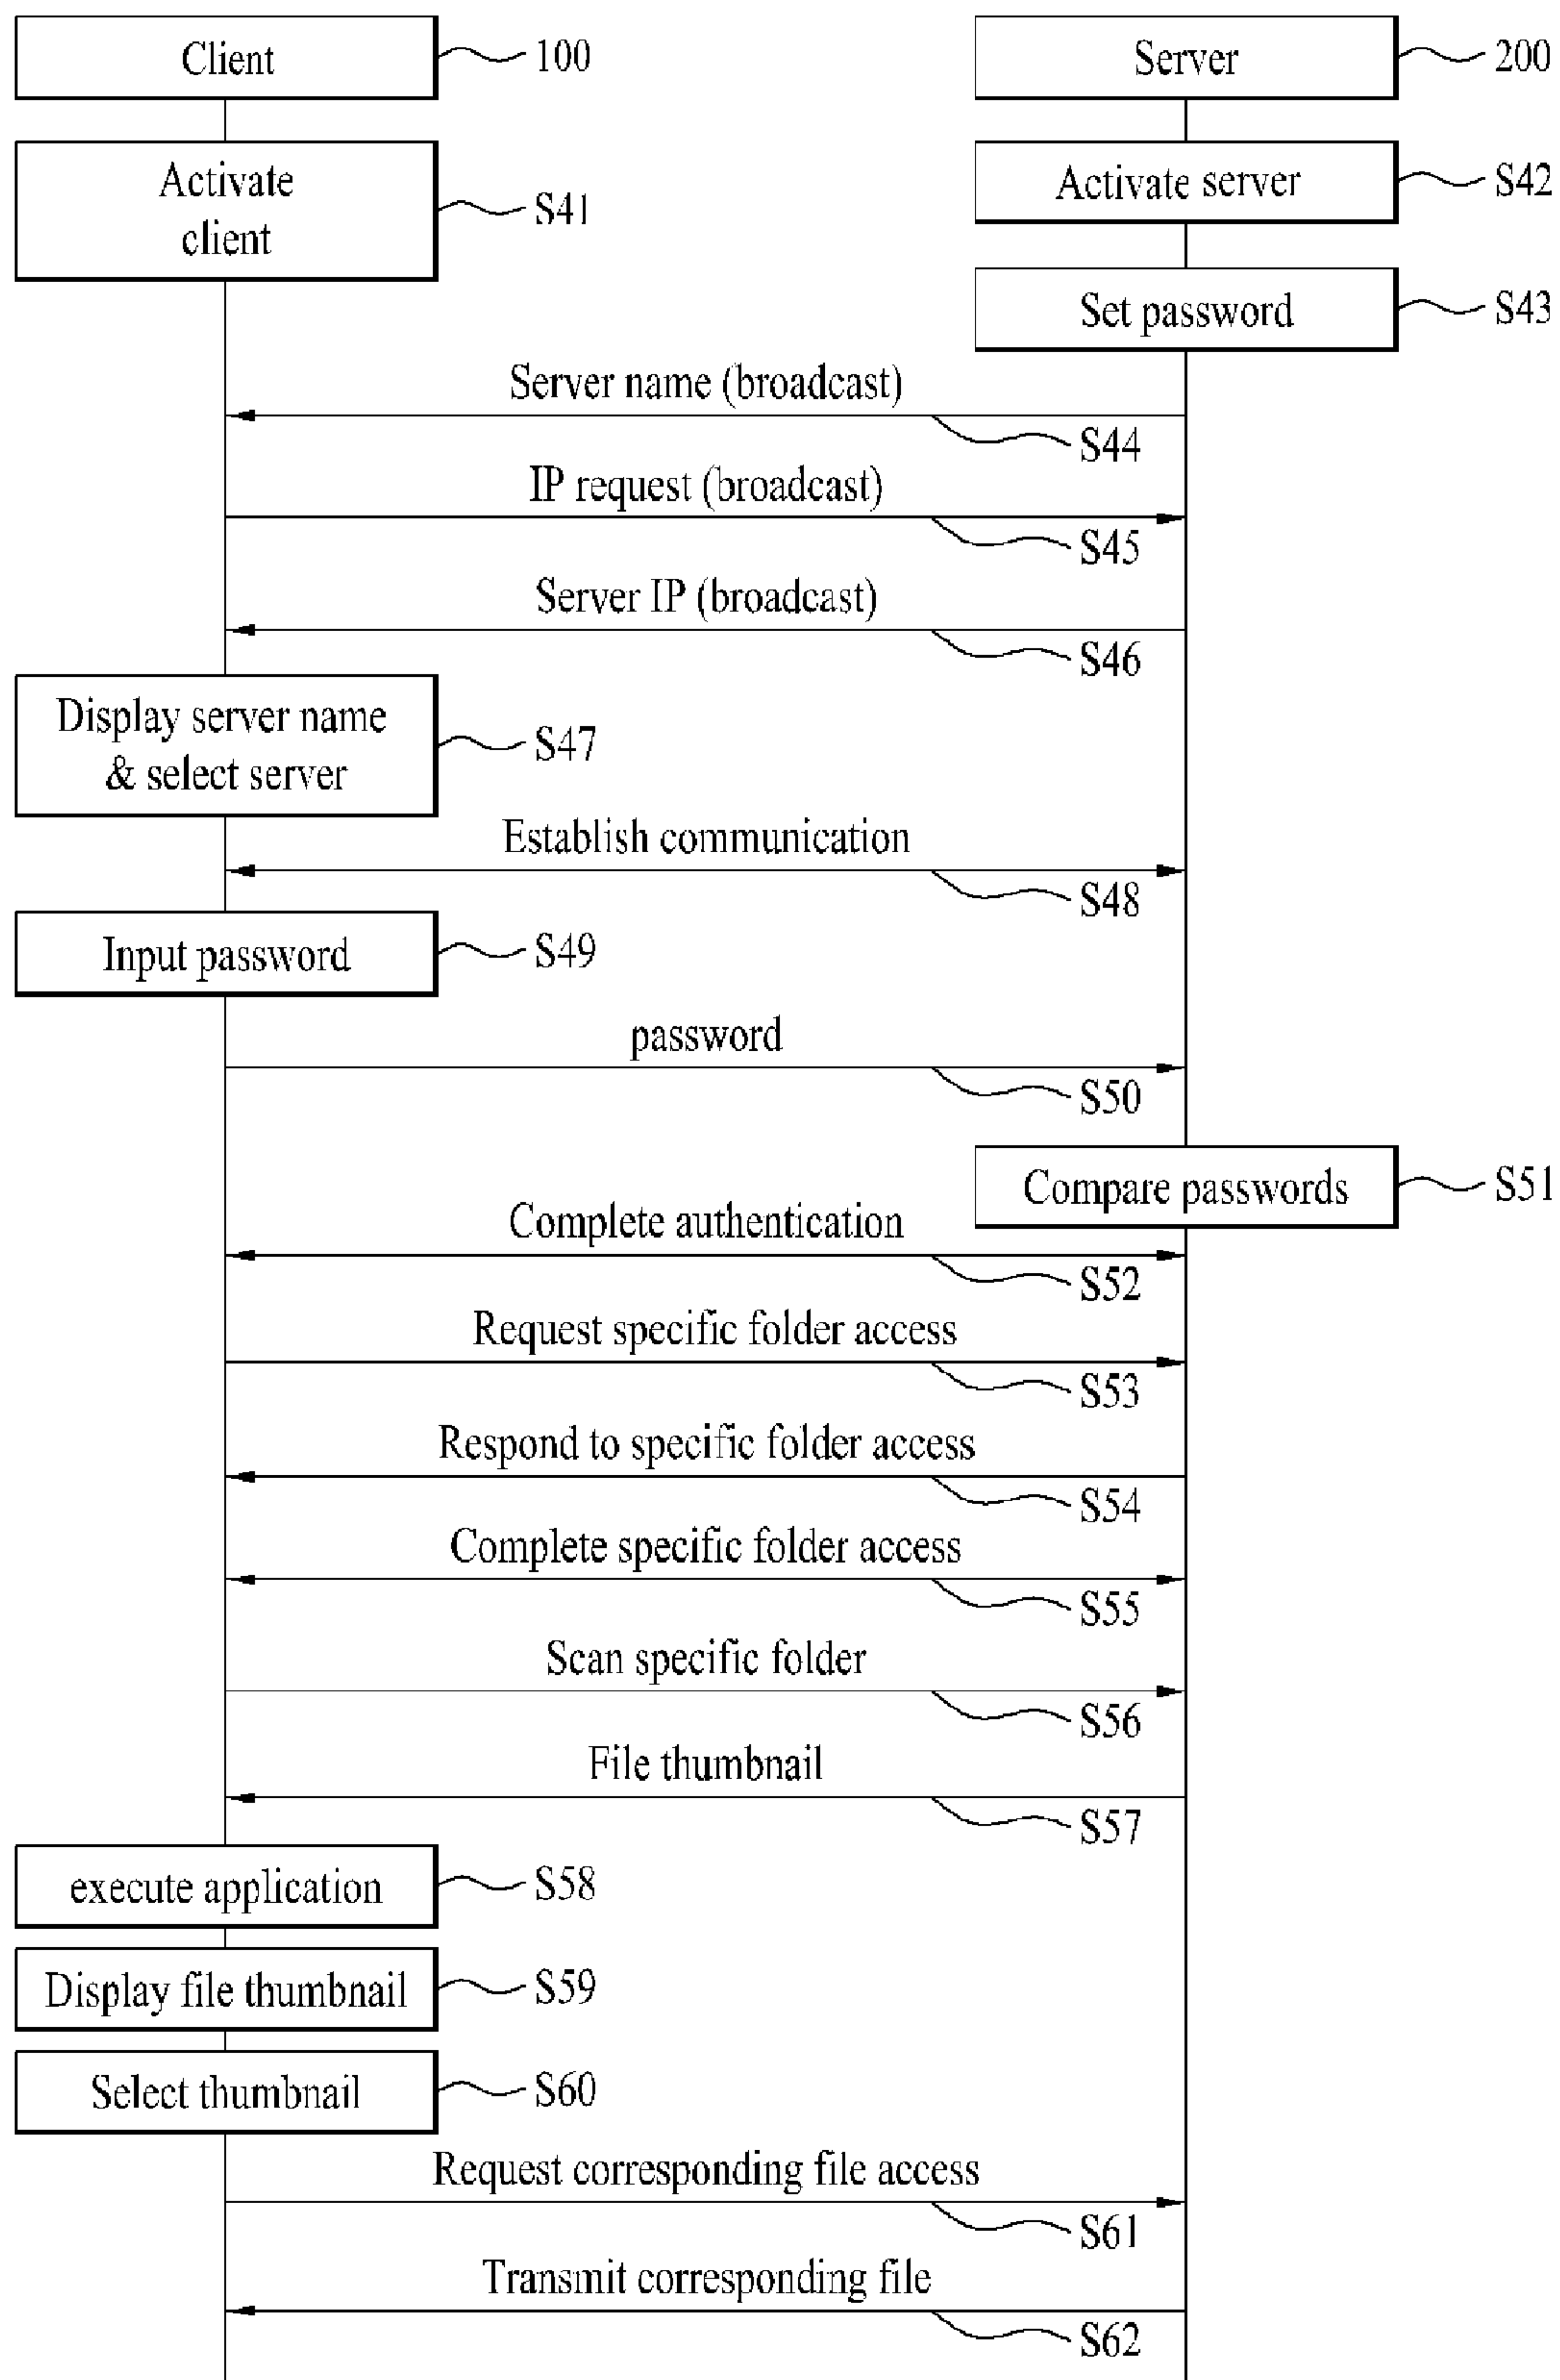 Client
100
Server
200
Activate
client
S41
Activate server
S42
Set password
S43
Server name (broadcast)
S44
IP request (broadcast)
S45
Server IP (broadcast)
S46
Display server name
& select server
S47
Establish communication
S48
Input password
S49
password
S50
Compare passwords
S51
Complete authentication
S52
Request specific folder access
S53
Respond to specific folder access
S54
Complete specific folder access
S55
Scan specific folder
S56
File thumbnail
S57
execute application
S58
Display file thumbnail
S59
Select thumbnail
S60
Request corresponding file access
S61
Transmit corresponding file
S62